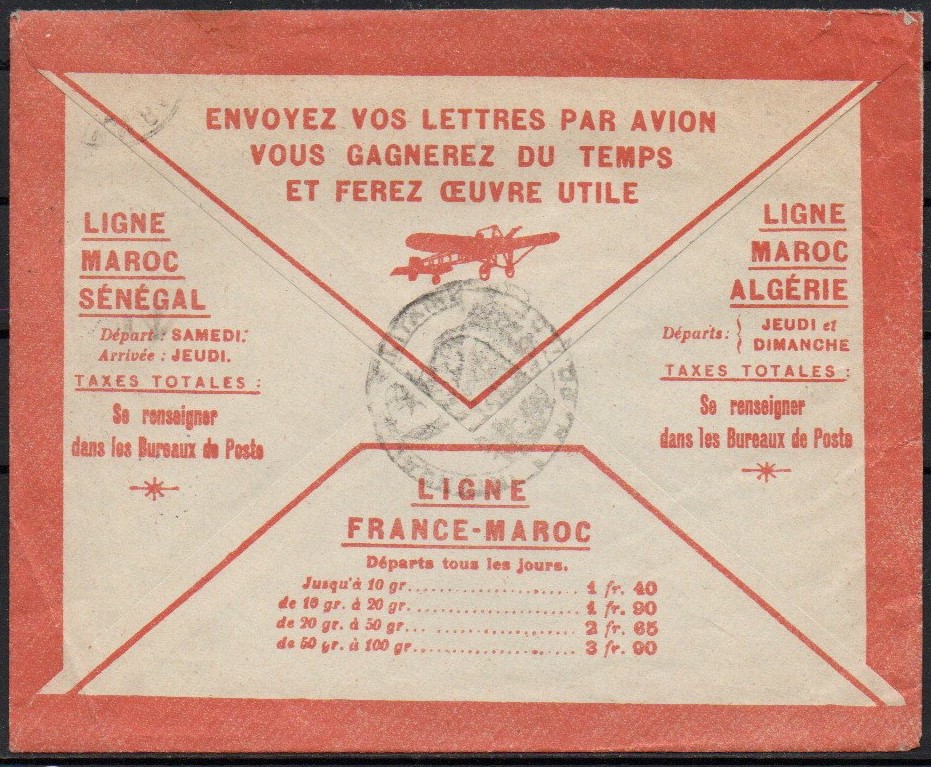 ENVOYEZ VOS LETTRES PAR AVION
VOUS GAGNEREZ DU TEMPS
ET FEREZ ŒUVRE UTILE
LIGNE
MAROC
SÉNÉGAL
Départ: SAMEDI.
Arrivée : JEUDI.
TAXES TOTALES :
Se renseigner
dans les Bureaux de Poste
LIGNE
MAROC
ALGÉRIE
Départs: { JEUDI et
DIMANCHE
TAXES TOTALES :
Se renseigner
dans les Bureaux de Poste
LIGNE
FRANCE-MAROC
Départs tous les jours.
Jusqu'à 10 gr. 1 fr. 40
de 10 gr. à 20 gr. 1 fr. 90
de 20 gr. à 50 gr. 2 fr. 65
de 50 gr. à 100 gr. 3 fr. 90